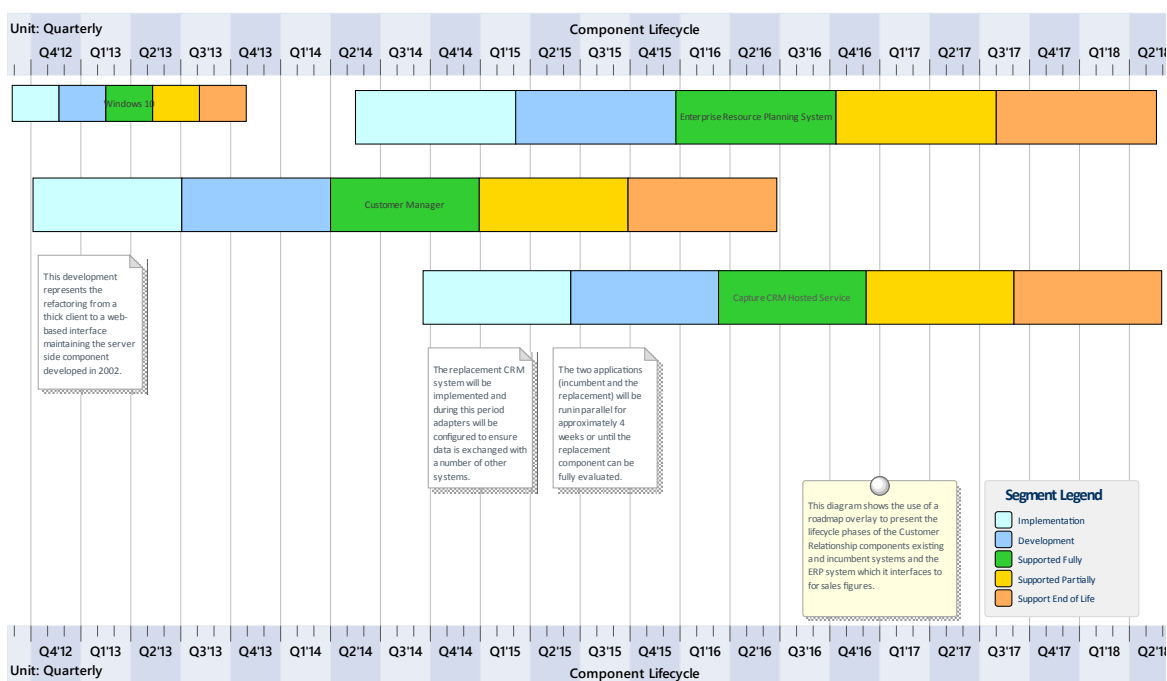 Unit: Quarterly
Component Lifecycle
Q4'12 Q1'13 Q2'13 Q3'13 Q4'13 Q1'14 Q2'14 Q3'14 Q4'14 Q1'15 Q2'15 Q3'15 Q4'15 Q1'16 Q2'16 Q3'16 Q4'16 Q1'17 Q2'17 Q3'17 Q4'17 Q1'18 Q2'18
Windows 10
Enterprise Resource Planning System
Customer Manager
Capture CRM Hosted Service
This development
represents the
refactoring from a
thick client to a web-
based interface
maintaining the server
side component
developed in 2002.
The replacement CRM
system will be
implemented and
during this period
adapters will be
configured to ensure
data is exchanged with
a number of other
systems.
The two applications
(incumbent and the
replacement) will be
run in parallel for
approximately 4
weeks or until the
replacement
component can be
fully evaluated.
This diagram shows the use of a
roadmap overlay to present the
lifecycle phases of the Customer
Relationship components existing
and incumbent systems and the
ERP system which it interfaces to
for sales figures.
Segment Legend
Implementation
Development
Supported Fully
Supported Partially
Support End of Life
Q4'12 Q1'13 Q2'13 Q3'13 Q4'13 Q1'14 Q2'14 Q3'14 Q4'14 Q1'15 Q2'15 Q3'15 Q4'15 Q1'16 Q2'16 Q3'16 Q4'16 Q1'17 Q2'17 Q3'17 Q4'17 Q1'18 Q2'18
Unit: Quarterly
Component Lifecycle